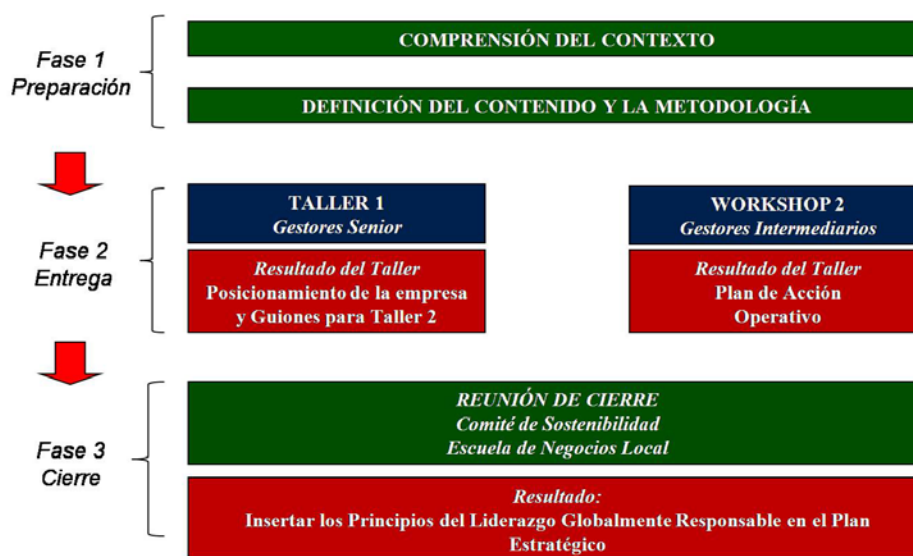 Fase 1
Preparación
COMPRENSIÓN DEL CONTEXTO
DEFINICIÓN DEL CONTENIDO Y LA METODOLOGÍA
Fase 2
Entrega
TALLER 1
Gestores Senior
Resultado del Taller
Posicionamiento de la empresa
y Guiones para Taller 2
WORKSHOP 2
Gestores Intermediarios
Resultado del Taller
Plan de Acción
Operativo
Fase 3
Cierre
REUNIÓN DE CIERRE
Comité de Sostenibilidad
Escuela de Negocios Local
Resultado:
Insertar los Principios del Liderazgo Globalmente Responsable en el Plan
Estratégico